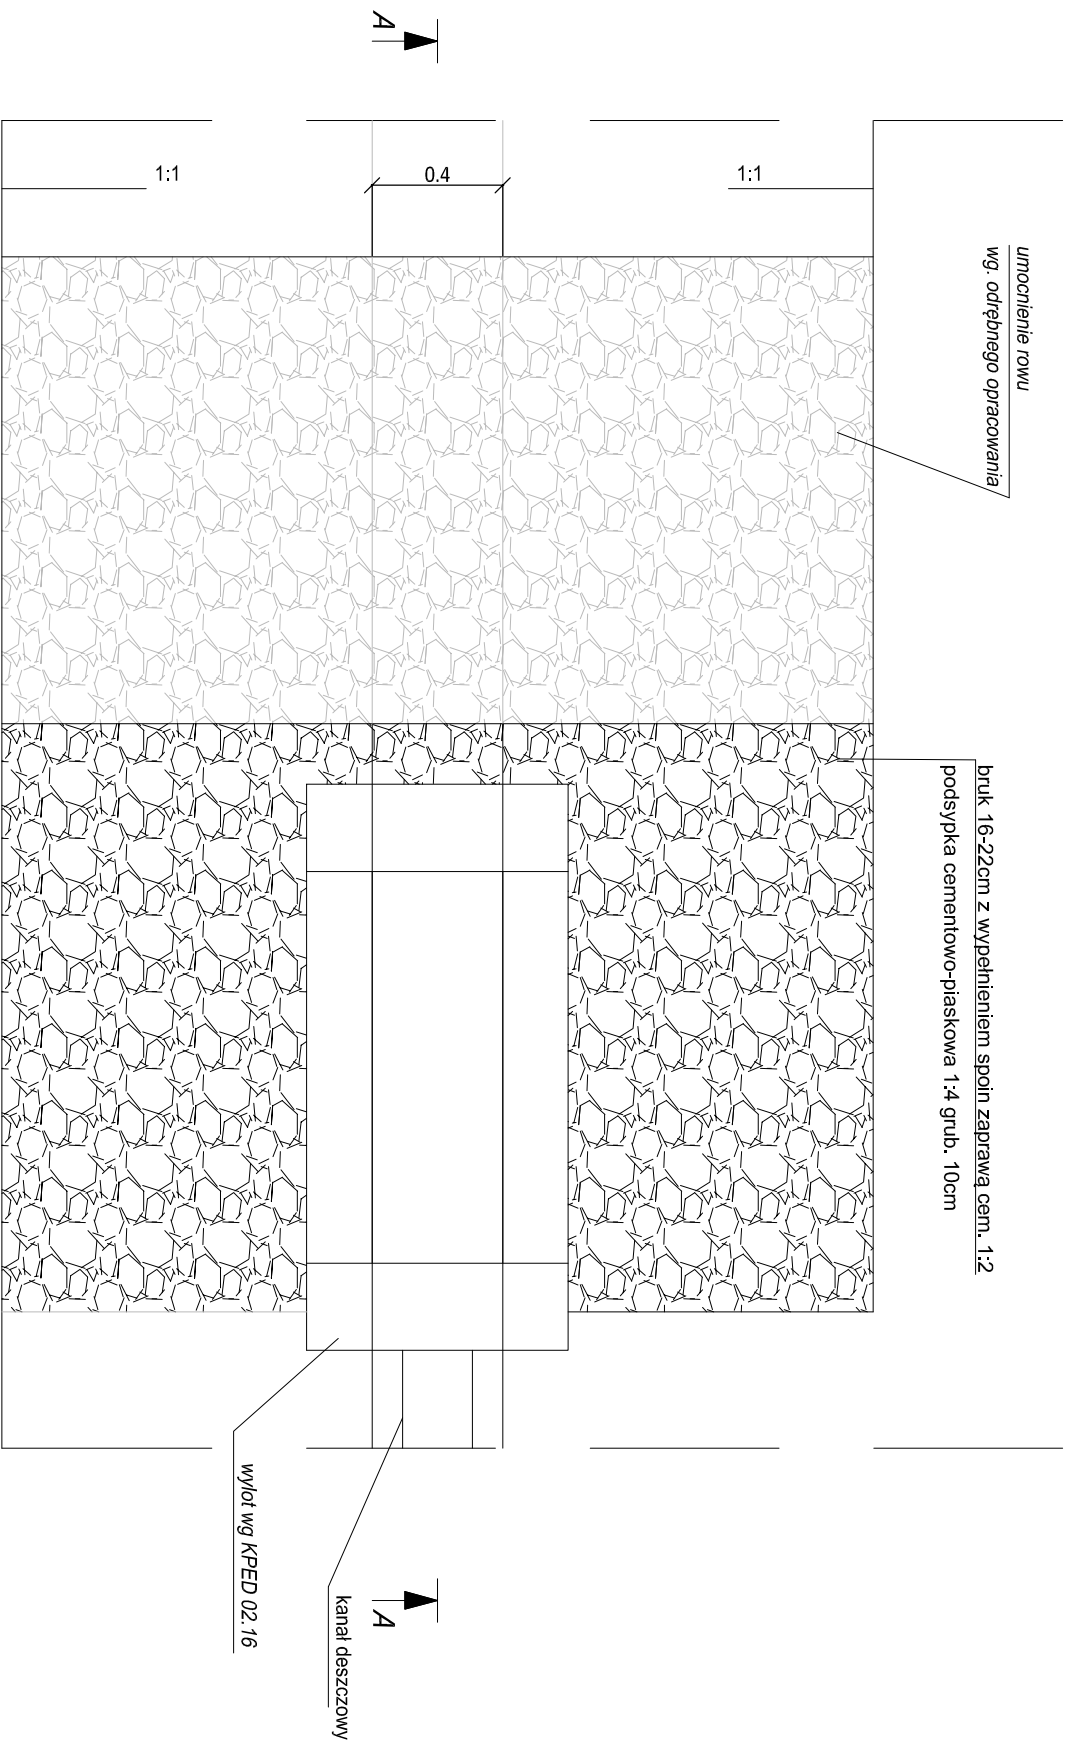 A
1:1
0.4
1:1
umocnienie rowu
wg. odrębnego opracowania
bruk 16-22cm z wypełnieniem spoin zaprawą cem. 1:2
podsypka cementowo-piaskowa 1:4 grub. 10cm
wylot wg KPED 02.16
kanał deszczowy
A